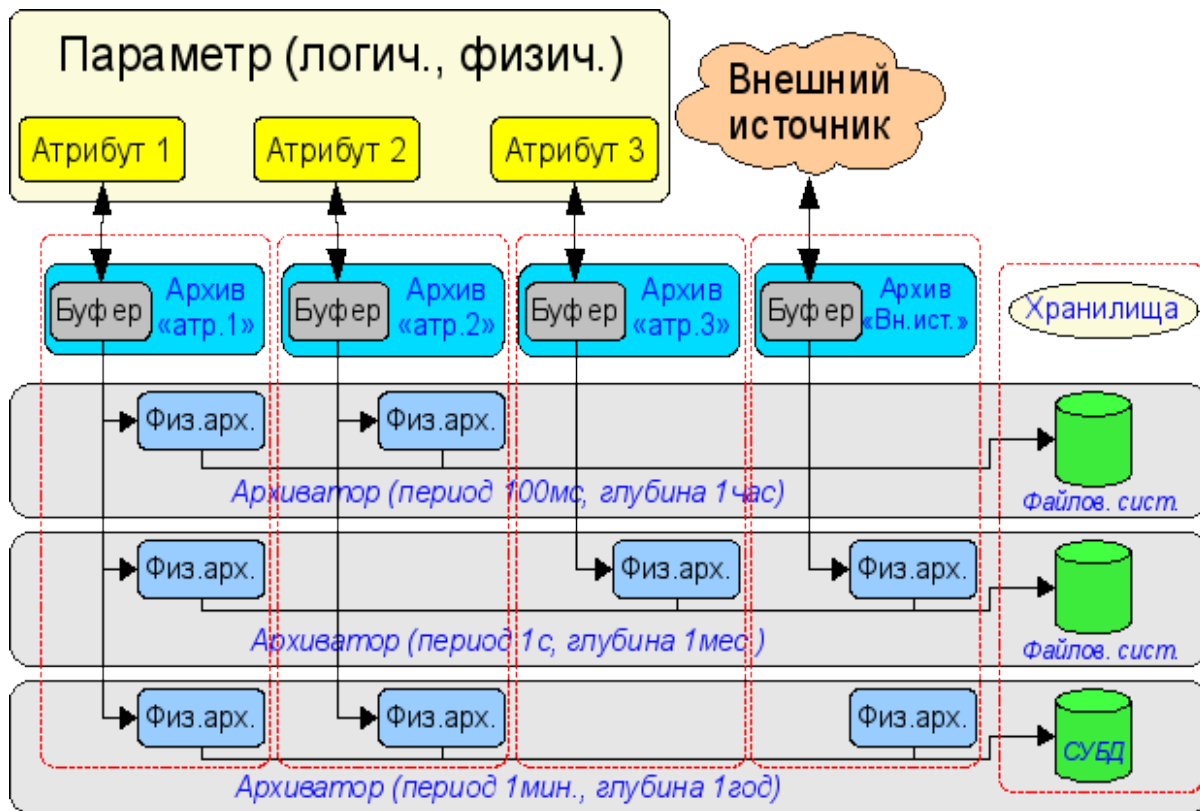 Параметр (логич., физич.)
Внешний
источник
Атрибут 1
Атрибут 2
Атрибут 3
Буфер
Архив
«атр.1»
Буфер
Архив
«атр.2»
Буфер
Архив
«атр.3»
Буфер
Архив
«Вн.ист.»
Хранилища
Физ.арх.
Физ.арх.
Архиватор (период 100мс, глубина 1час)
Файлов. сист.
Физ.арх.
Физ.арх.
Физ.арх.
Архиватор (период 1с, глубина 1мес )
Файлов. сист.
Физ.арх.
Физ.арх.
Физ.арх.
СУБД
Архиватор (период 1мин., глубина 1год)